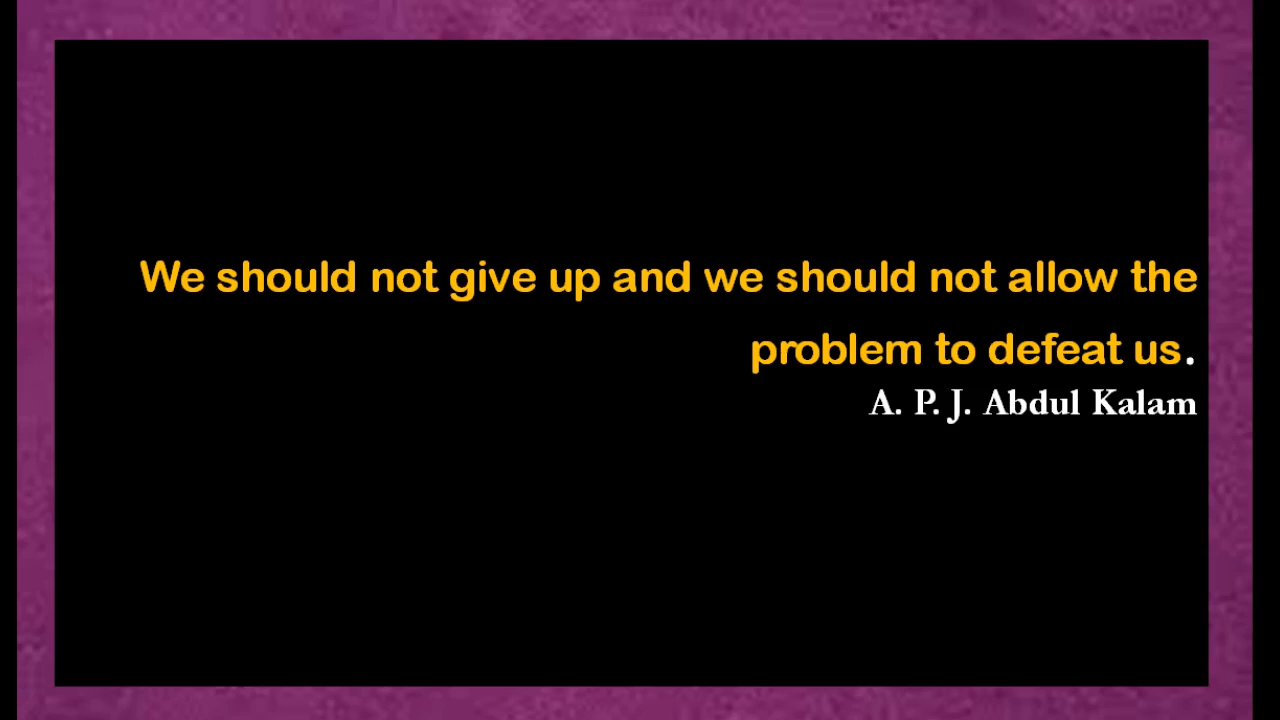 We should not give up and we should not allow the
problem to defeat us.
A. P. J. Abdul Kalam